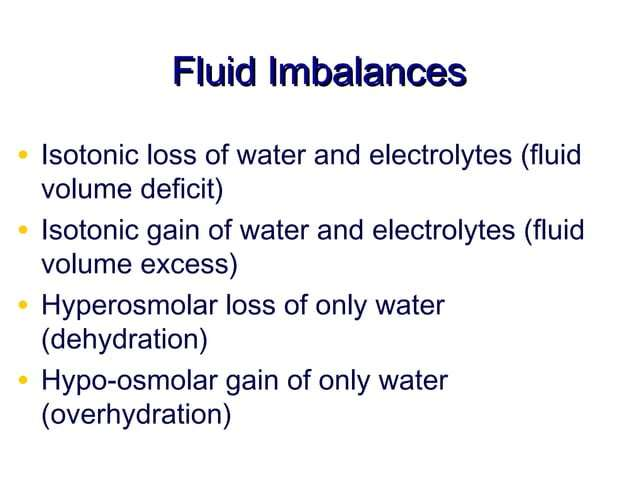 Fluid Imbalances
• Isotonic loss of water and electrolytes (fluid
volume deficit)
• Isotonic gain of water and electrolytes (fluid
volume excess)
• Hyperosmolar loss of only water
(dehydration)
• Hypo-osmolar gain of only water
(overhydration)